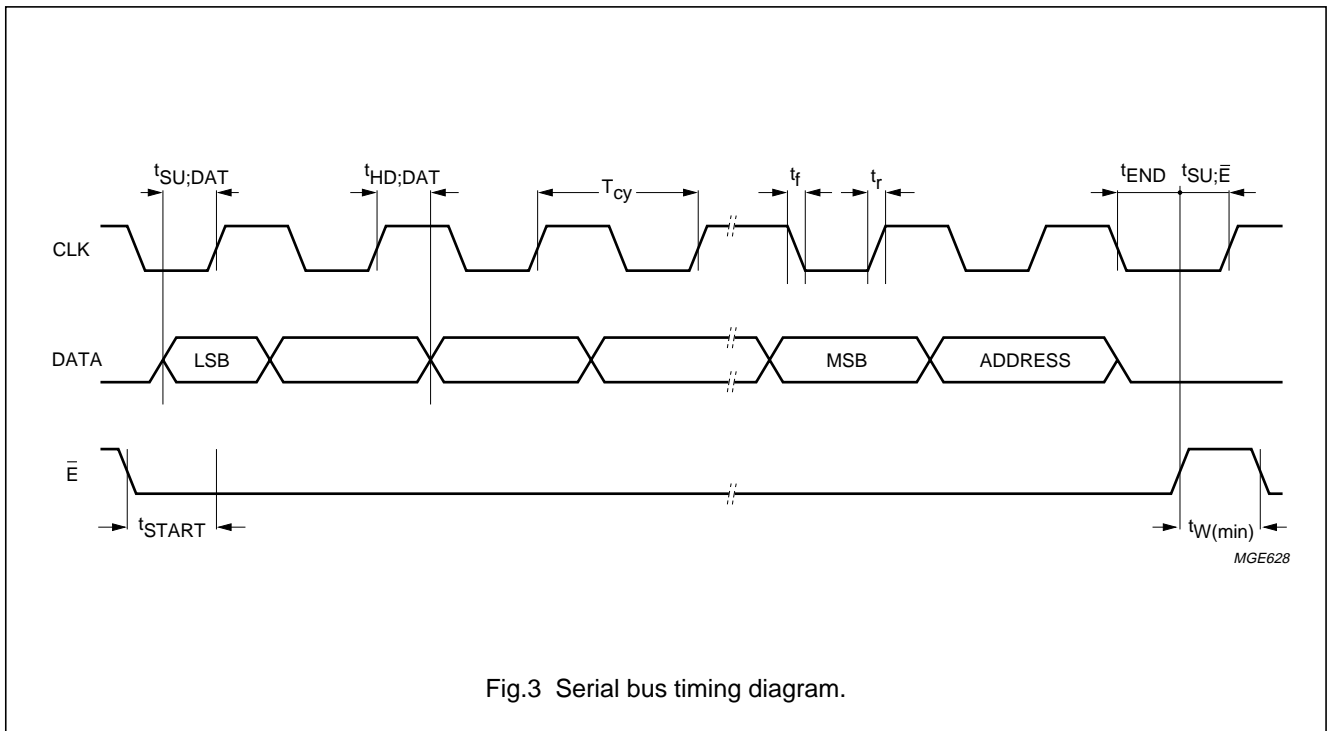 tSU;DAT tHD;DAT Tcy tf tr tEND tSU;E̅
CLK
DATA LSB MSB ADDRESS
E̅
tSTART tW(min)
MGE628
Fig.3 Serial bus timing diagram.